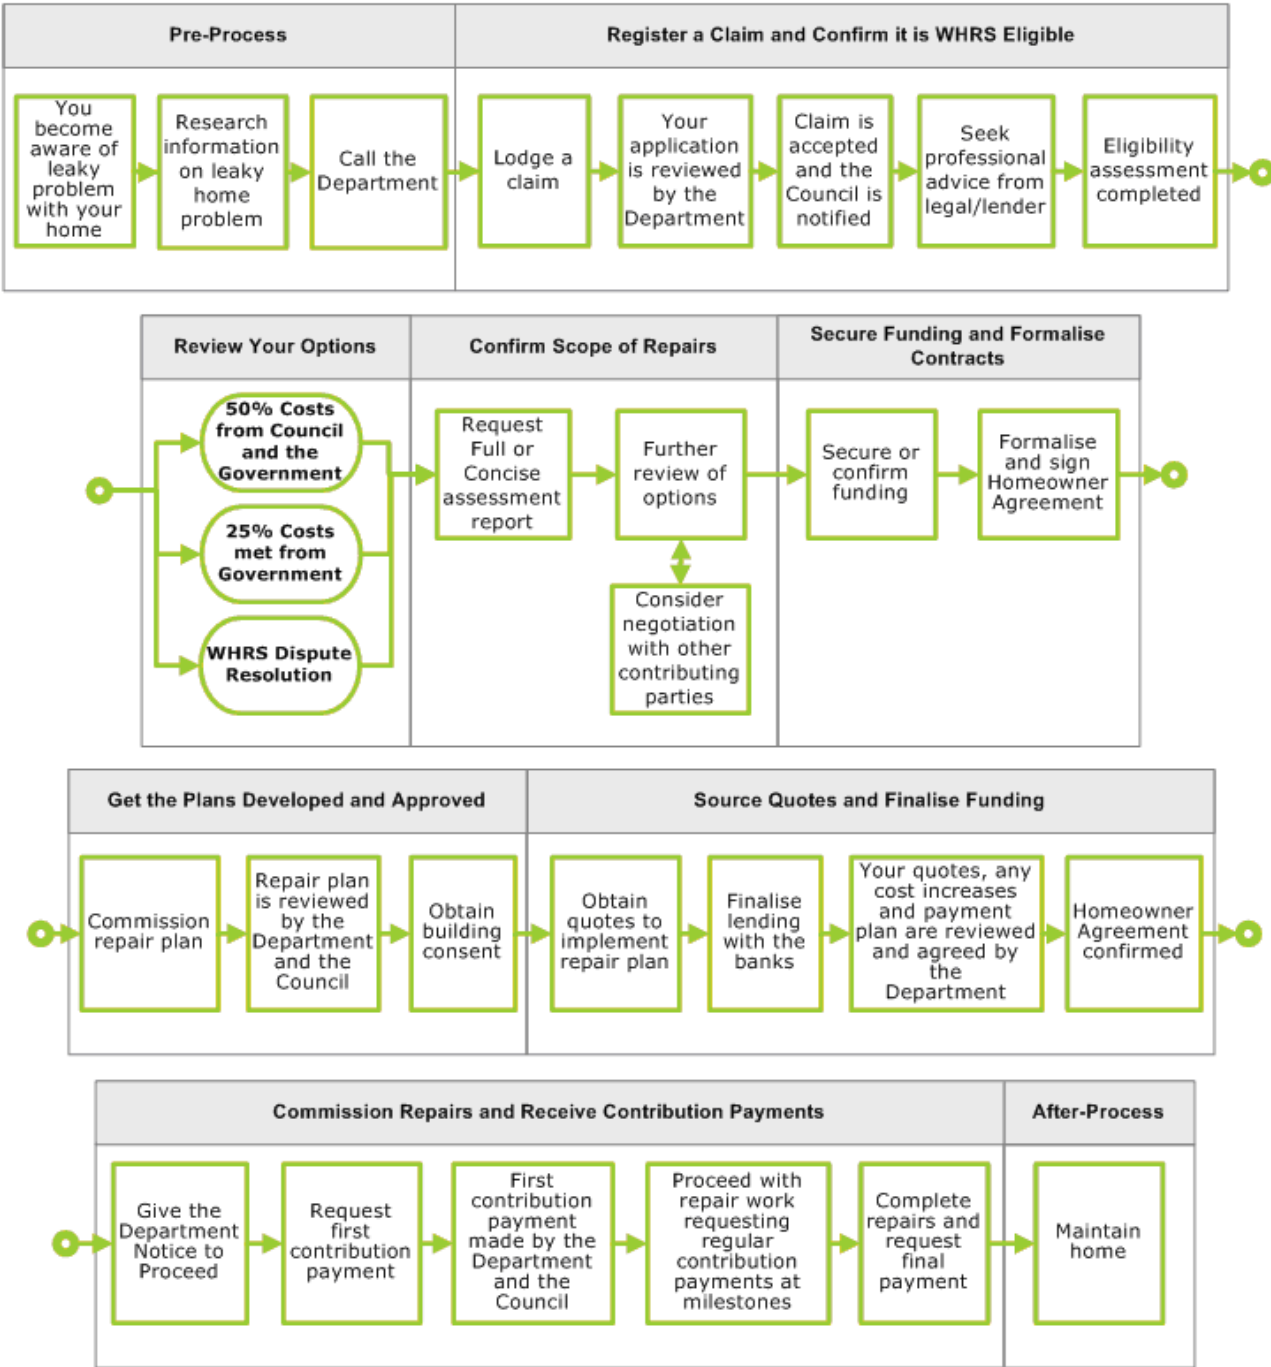 Pre-Process
Register a Claim and Confirm it is WHRS Eligible
You
become
aware of
leaky
problem
with your
home
Research
information
on leaky
home
problem
Call the
Department
Lodge a
claim
Your
application
is reviewed
by the
Department
Claim is
accepted
and the
Council is
notified
Seek
professional
advice from
legal/lender
Eligibility
assessment
completed
Review Your Options
Confirm Scope of Repairs
Secure Funding and Formalise
Contracts
50% Costs
from Council
and the
Government
25% Costs
met from
Government
WHRS Dispute
Resolution
Request
Full or
Concise
assessment
report
Further
review of
options
Consider
negotiation
with other
contributing
parties
Secure or
confirm
funding
Formalise
and sign
Homeowner
Agreement
Get the Plans Developed and Approved
Source Quotes and Finalise Funding
Commission
repair plan
Repair plan
is reviewed
by the
Department
and the
Council
Obtain
building
consent
Obtain
quotes to
implement
repair plan
Finalise
lending
with the
banks
Your quotes, any
cost increases
and payment
plan are reviewed
and agreed by
the
Department
Homeowner
Agreement
confirmed
Commission Repairs and Receive Contribution Payments
After-Process
Give the
Department
Notice to
Proceed
Request
first
contribution
payment
First
contribution
payment
made by the
Department
and the
Council
Proceed with
repair work
requesting
regular
contribution
payments at
milestones
Complete
repairs and
request
final
payment
Maintain
home